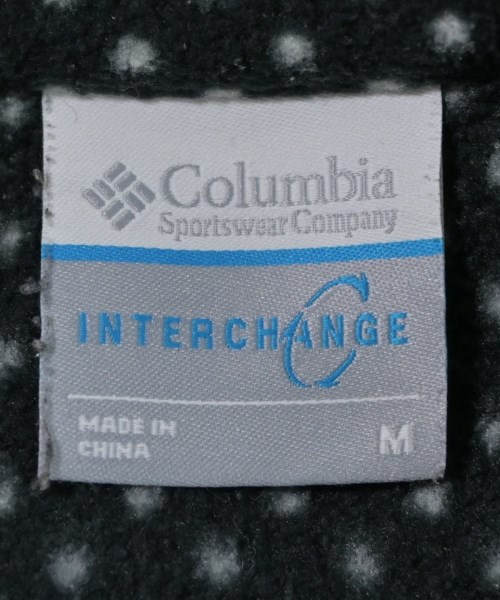 Columbia
Sportswear Company
INTERCHANGE
MADE IN
CHINA
M